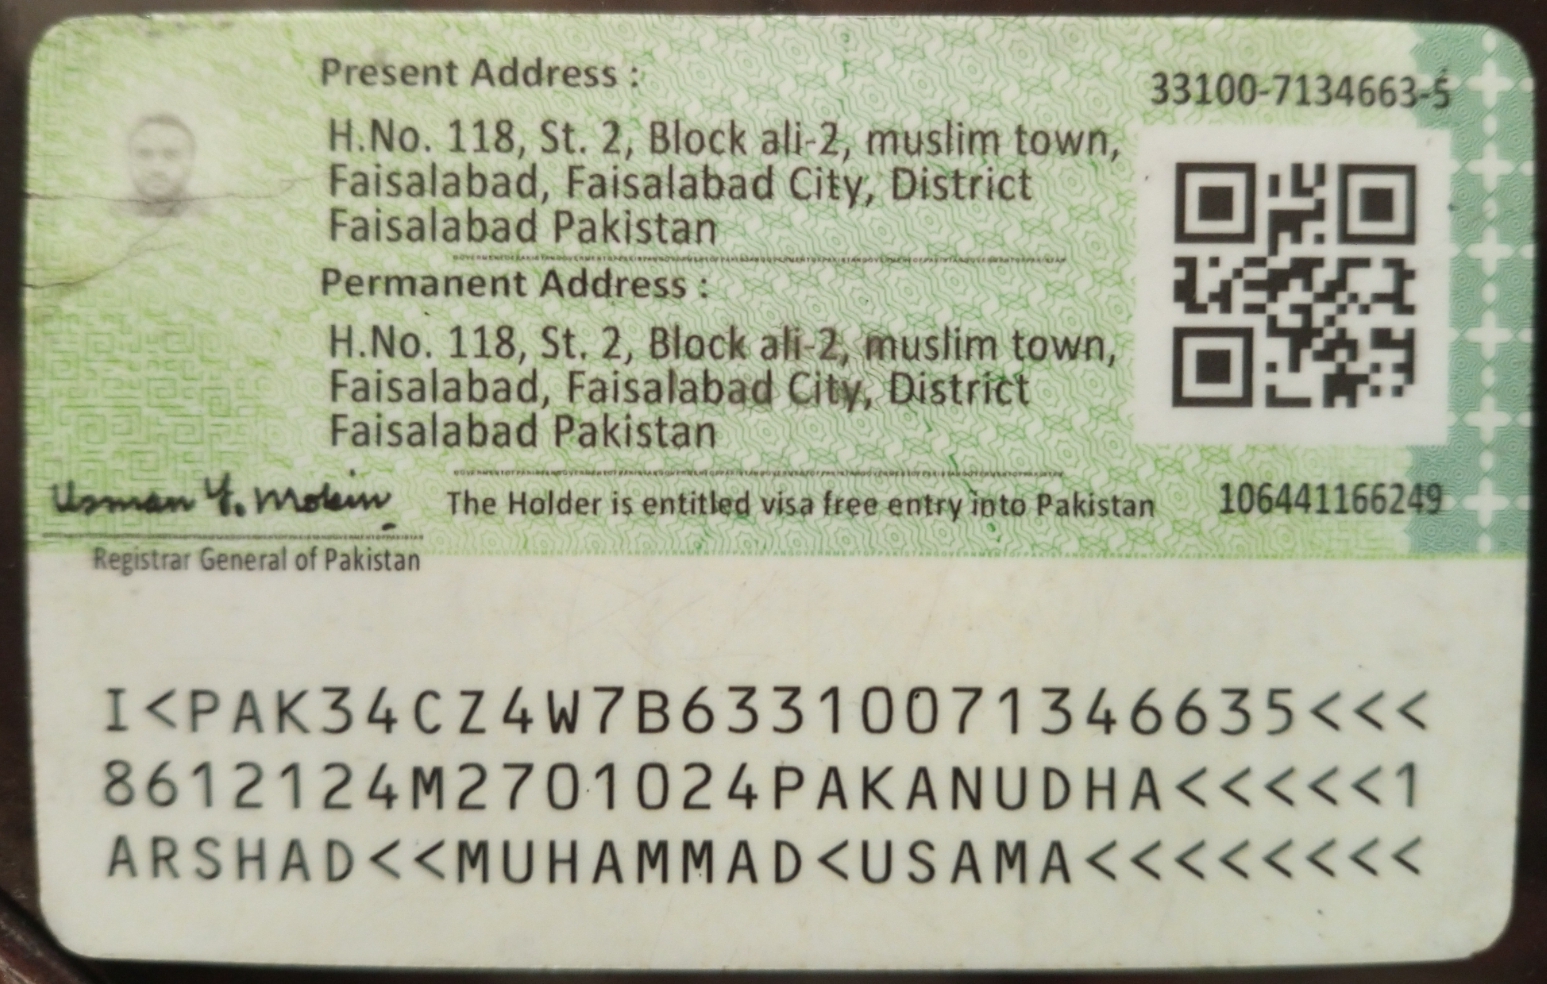 Present Address :
33100-7134663-5
H.No. 118, St. 2, Block ali-2, muslim town,
Faisalabad, Faisalabad City, District
Faisalabad Pakistan
Permanent Address :
H.No. 118, St. 2, Block ali-2, muslim town,
Faisalabad, Faisalabad City, District
Faisalabad Pakistan
Usman Y. Mobin
The Holder is entitled visa free entry into Pakistan
106441166249
Registrar General of Pakistan
I<PAK34CZ4W7B63310071346635<<<
8612124M2701024PAKANUDHA<<<<<1
ARSHAD<<MUHAMMAD<USAMA<<<<<<<<